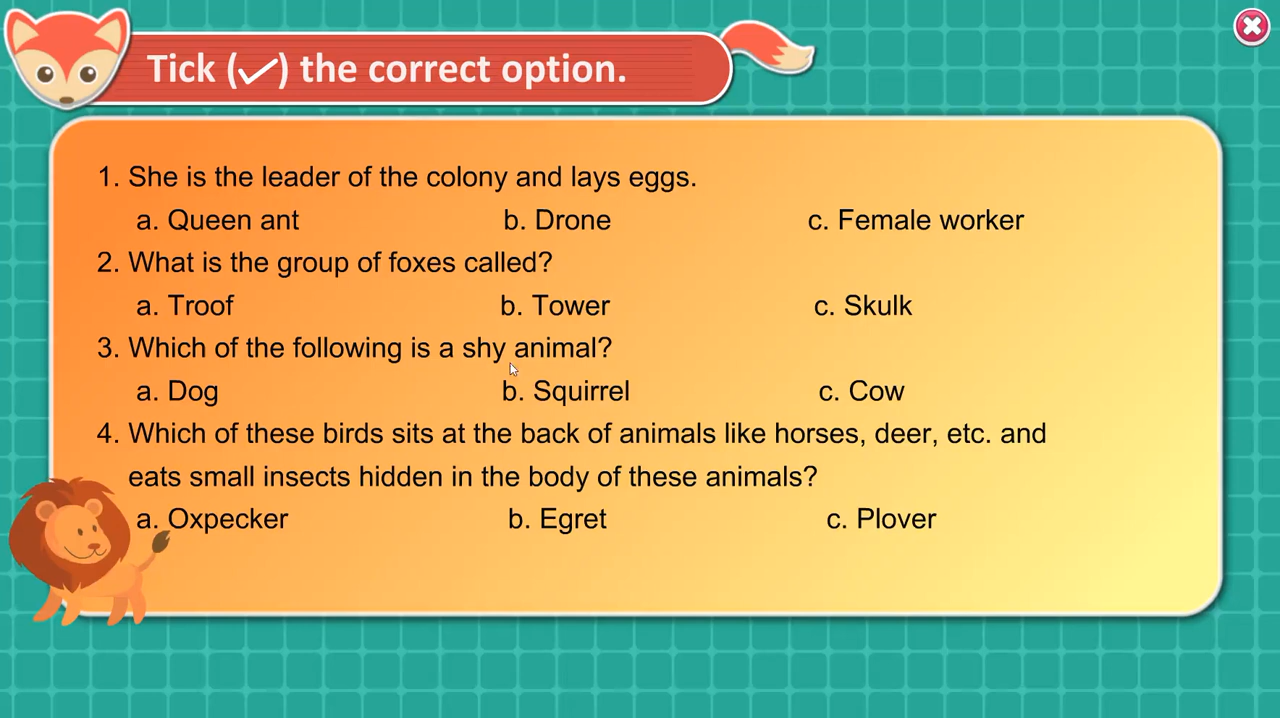 Tick (✓) the correct option.
1. She is the leader of the colony and lays eggs.
a. Queen ant b. Drone c. Female worker
2. What is the group of foxes called?
a. Troof b. Tower c. Skulk
3. Which of the following is a shy animal?
a. Dog b. Squirrel c. Cow
4. Which of these birds sits at the back of animals like horses, deer, etc. and
eats small insects hidden in the body of these animals?
a. Oxpecker b. Egret c. Plover